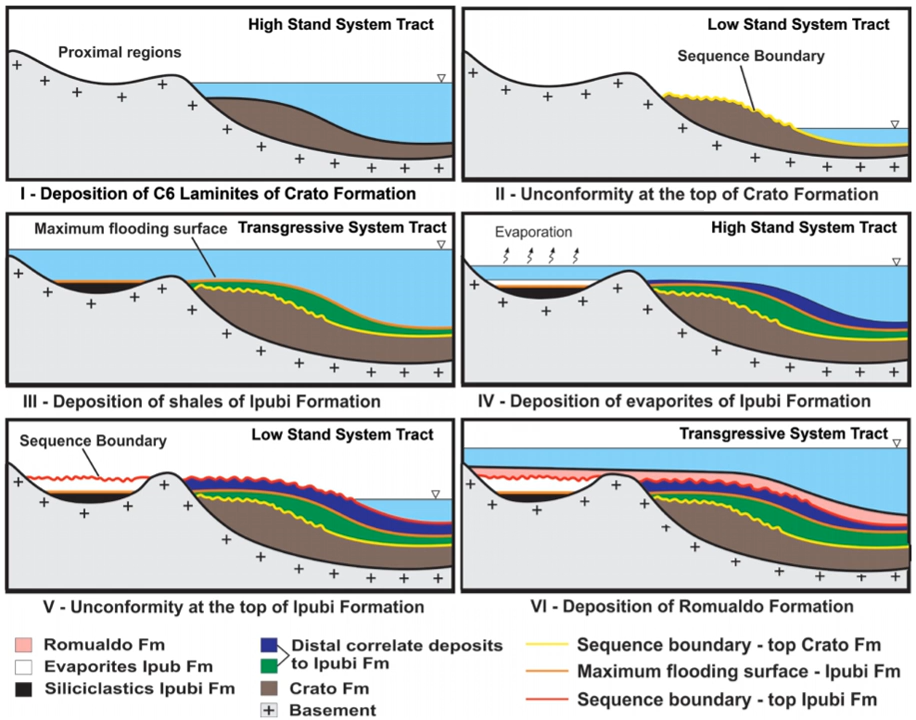 High Stand System Tract
Proximal regions
I - Deposition of C6 Laminites of Crato Formation
Low Stand System Tract
Sequence Boundary
II - Unconformity at the top of Crato Formation
Maximum flooding surface
Transgressive System Tract
III - Deposition of shales of Ipubi Formation
High Stand System Tract
Evaporation
IV - Deposition of evaporites of Ipubi Formation
Low Stand System Tract
Sequence Boundary
V - Unconformity at the top of Ipubi Formation
Transgressive System Tract
VI - Deposition of Romualdo Formation
Romualdo Fm
Evaporites Ipub Fm
Siliciclastics Ipubi Fm
Distal correlate deposits
to Ipubi Fm
Crato Fm
Basement
Sequence boundary - top Crato Fm
Maximum flooding surface - Ipubi Fm
Sequence boundary - top Ipubi Fm